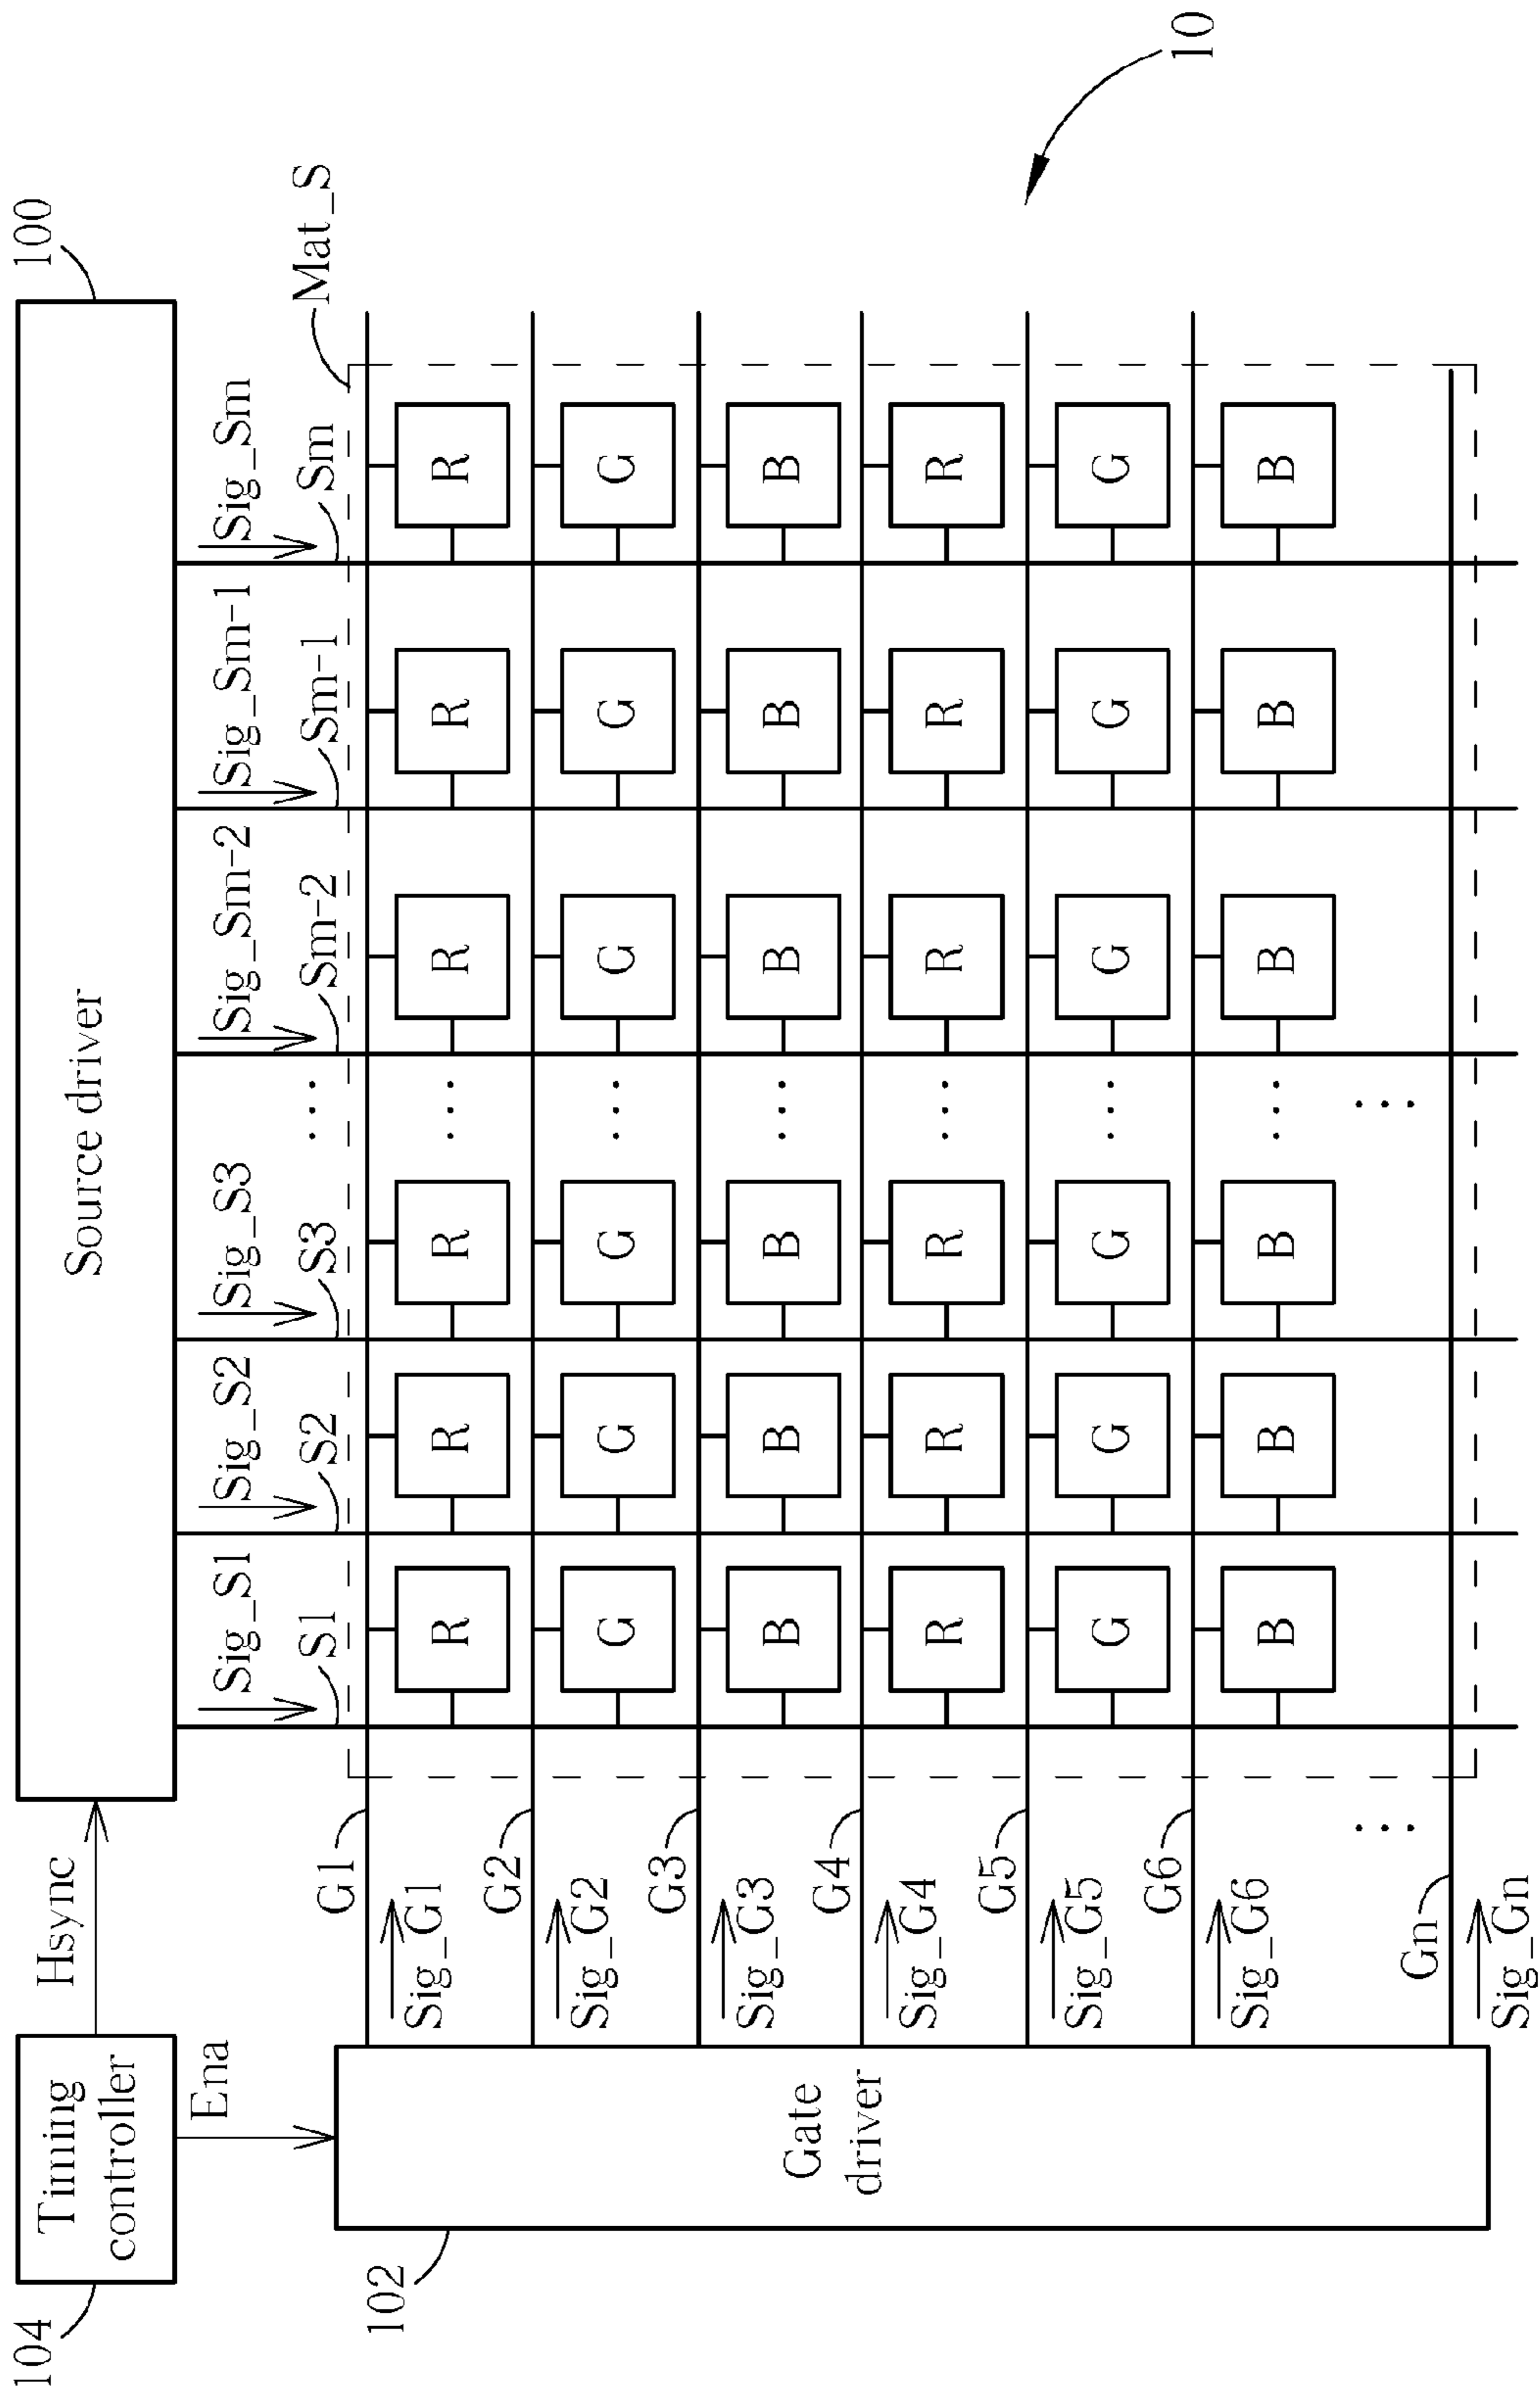 104
Timing
controller
Hsync
Source driver
100
Ena
Sig_S1
Sig_S2
Sig_S3
Sig_Sm-2
Sig_Sm-1
Sig_Sm
S1
S2
S3
...
Sm-2
Sm-1
Sm
Mat_S
102
Gate
driver
G1
Sig_G1
R R R ... R R R
G2
Sig_G2
G G G ... G G G
G3
Sig_G3
B B B ... B B B
G4
Sig_G4
R R R ... R R R
G5
Sig_G5
G G G ... G G G
G6
Sig_G6
B B B ... B B B
... ...
Gn
Sig_Gn
10